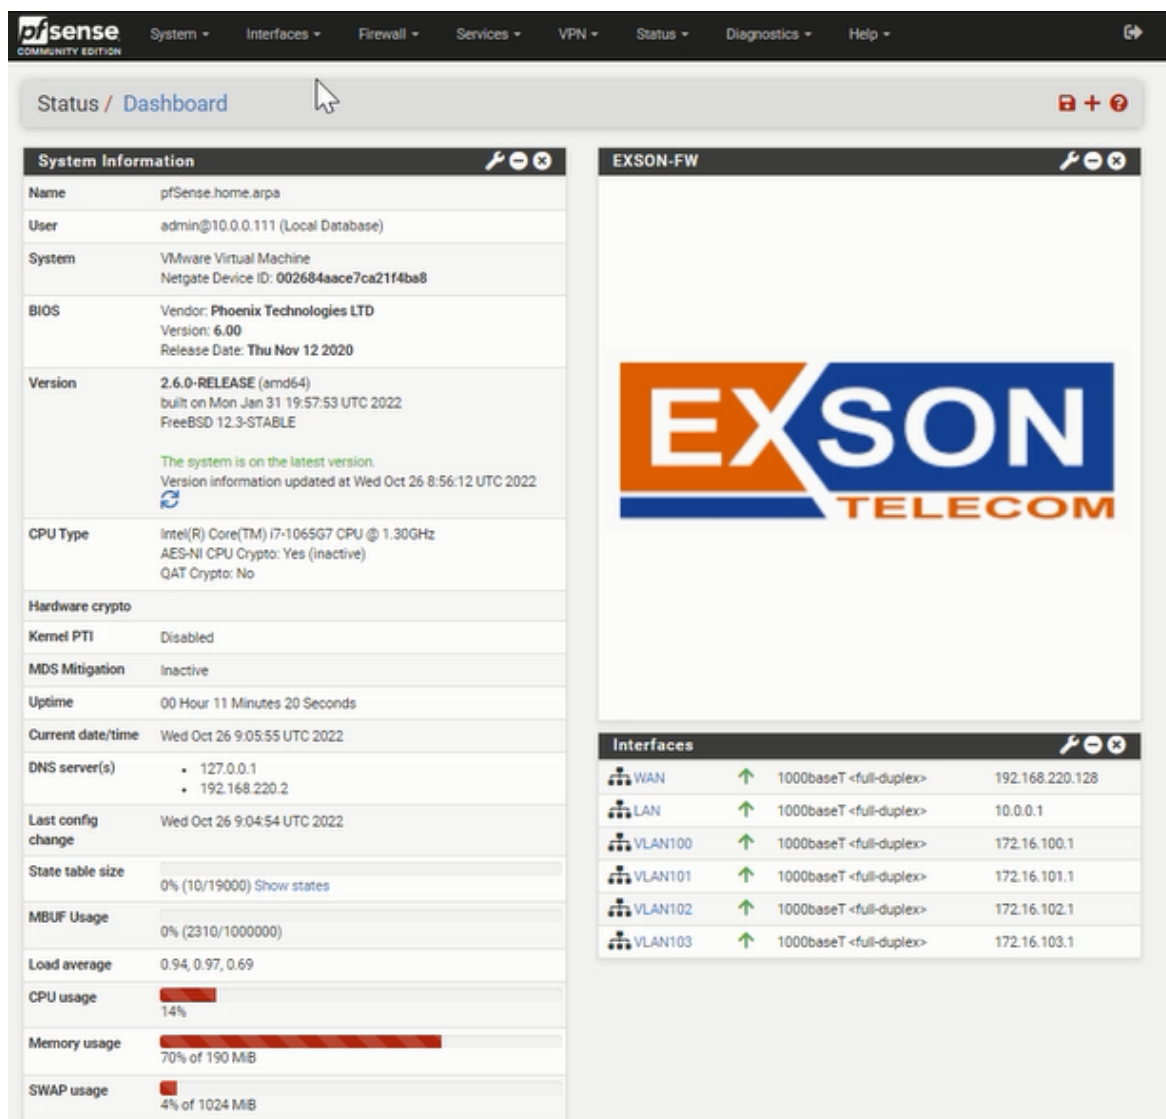 pfsense
COMMUNITY EDITION
System
Interfaces
Firewall
Services
VPN
Status
Diagnostics
Help
Status / Dashboard
System Information
Name pfSense.home.arpa
User admin@10.0.0.111 (Local Database)
System VMware Virtual Machine
Netgate Device ID: 002684aace7ca21f4ba8
BIOS Vendor: Phoenix Technologies LTD
Version: 6.00
Release Date: Thu Nov 12 2020
Version 2.6.0-RELEASE (amd64)
built on Mon Jan 31 19:57:53 UTC 2022
FreeBSD 12.3-STABLE
The system is on the latest version.
Version information updated at Wed Oct 26 8:56:12 UTC 2022
CPU Type Intel(R) Core(TM) i7-1065G7 CPU @ 1.30GHz
AES-NI CPU Crypto: Yes (inactive)
QAT Crypto: No
Hardware crypto
Kernel PTI Disabled
MDS Mitigation Inactive
Uptime 00 Hour 11 Minutes 20 Seconds
Current date/time Wed Oct 26 9:05:55 UTC 2022
DNS server(s) • 127.0.0.1
• 192.168.220.2
Last config change Wed Oct 26 9:04:54 UTC 2022
State table size
0% (10/19000) Show states
MBUF Usage
0% (2310/1000000)
Load average 0.94, 0.97, 0.69
CPU usage
14%
Memory usage
70% of 190 MiB
SWAP usage
4% of 1024 MiB
EXSON-FW
EXSON
TELECOM
Interfaces
WAN 1000baseT <full-duplex> 192.168.220.128
LAN 1000baseT <full-duplex> 10.0.0.1
VLAN100 1000baseT <full-duplex> 172.16.100.1
VLAN101 1000baseT <full-duplex> 172.16.101.1
VLAN102 1000baseT <full-duplex> 172.16.102.1
VLAN103 1000baseT <full-duplex> 172.16.103.1